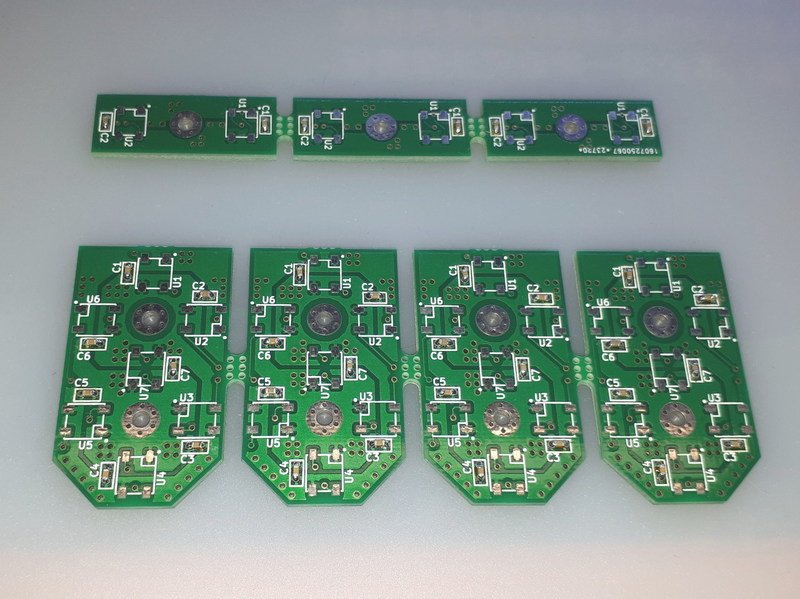 C2 U2 U1 C1 C2 U2 U1 C1 C2 U2 U1 C1
1607250067*23720*
C1 U1 C1 U1 C1 U1 C1 U1
U6 C2 U6 C2 U6 C2 U6 C2
C6 U2 C6 U2 C6 U2 C6 U2
U7 C7 U7 C7 U7 C7 U7 C7
C5 U3 C5 U3 C5 U3 C5 U3
U5 C3 U5 C3 U5 C3 U5 C3
C4 U4 C4 U4 C4 U4 C4 U4